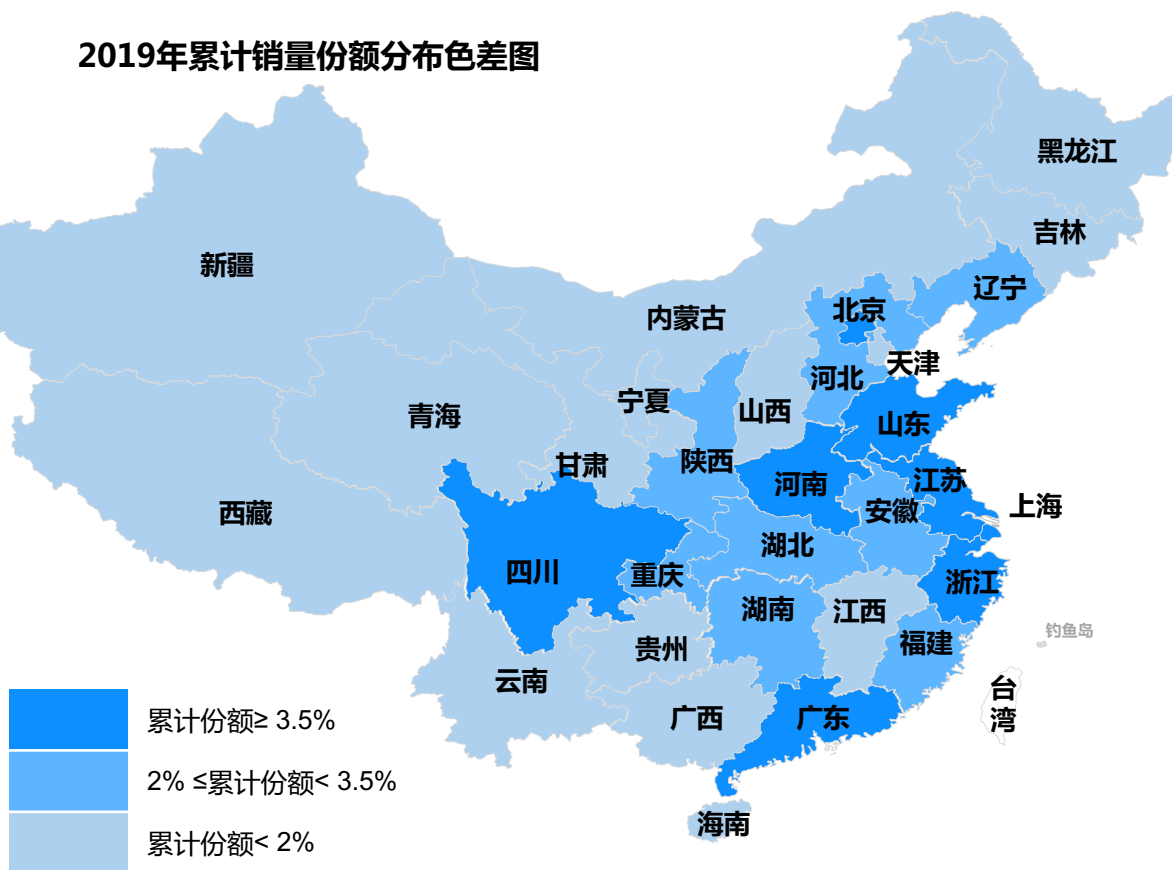 2019年累计销量份额分布色差图
黑龙江
吉林
新疆
辽宁
北京
内蒙古
天津
河北
宁夏
山西
青海
山东
甘肃
陕西
河南
江苏
上海
西藏
安徽
湖北
四川
重庆
浙江
湖南
江西
钓鱼岛
福建
贵州
云南
台
湾
广西
广东
累计份额≥ 3.5%
2% ≤累计份额< 3.5%
海南
累计份额< 2%